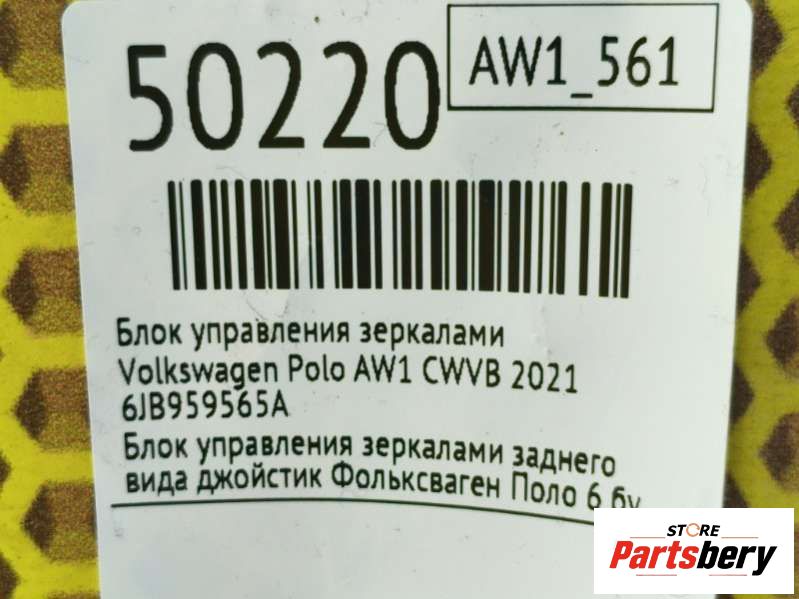 50220
AW1_561
Блок управления зеркалами
Volkswagen Polo AW1 CWVB 2021
6JB959565A
Блок управления зеркалами заднего
вида джойстик Фольксваген Поло 6 бу
STORE
Partsbery